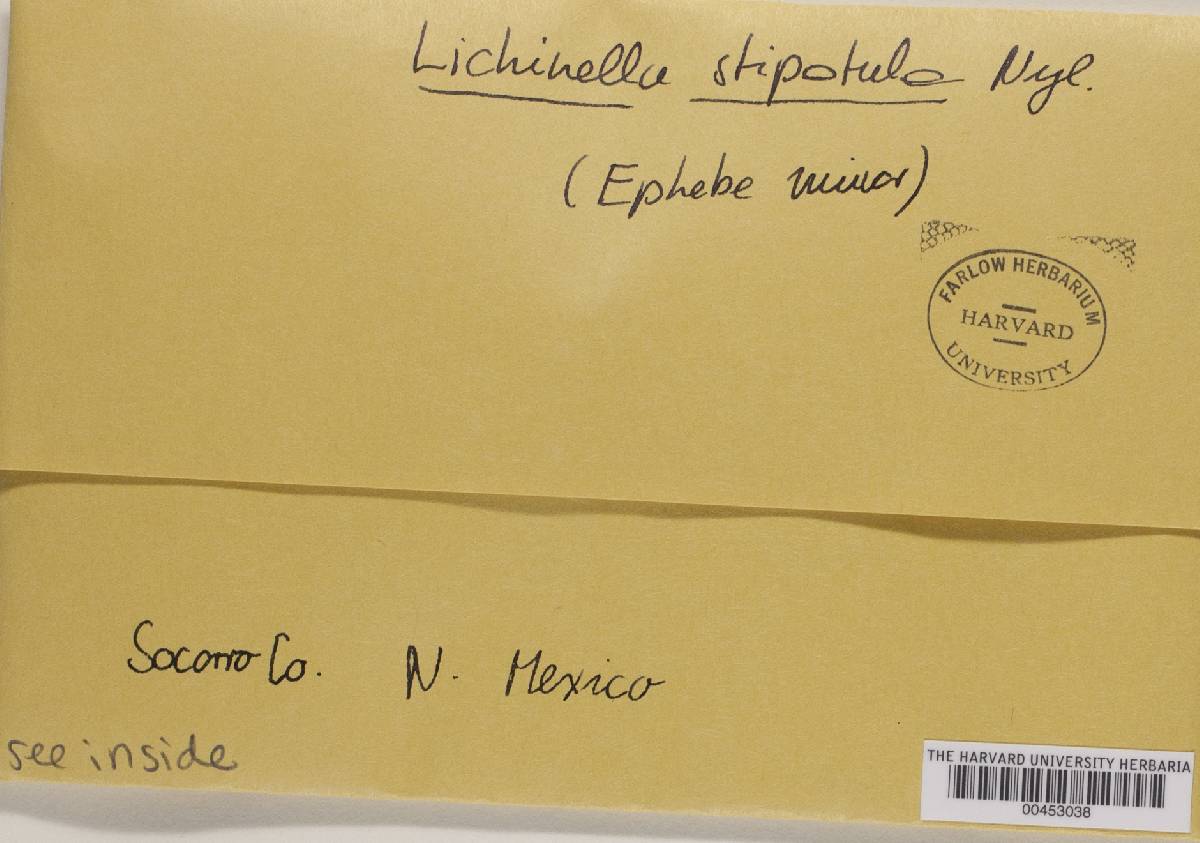 Lichinella stipatula Nyl.
(Ephebe minor)
FARLOW HERBARIUM
HARVARD
UNIVERSITY
Socorro Co. N. Mexico
see inside
THE HARVARD UNIVERSITY HERBARIA
00453038